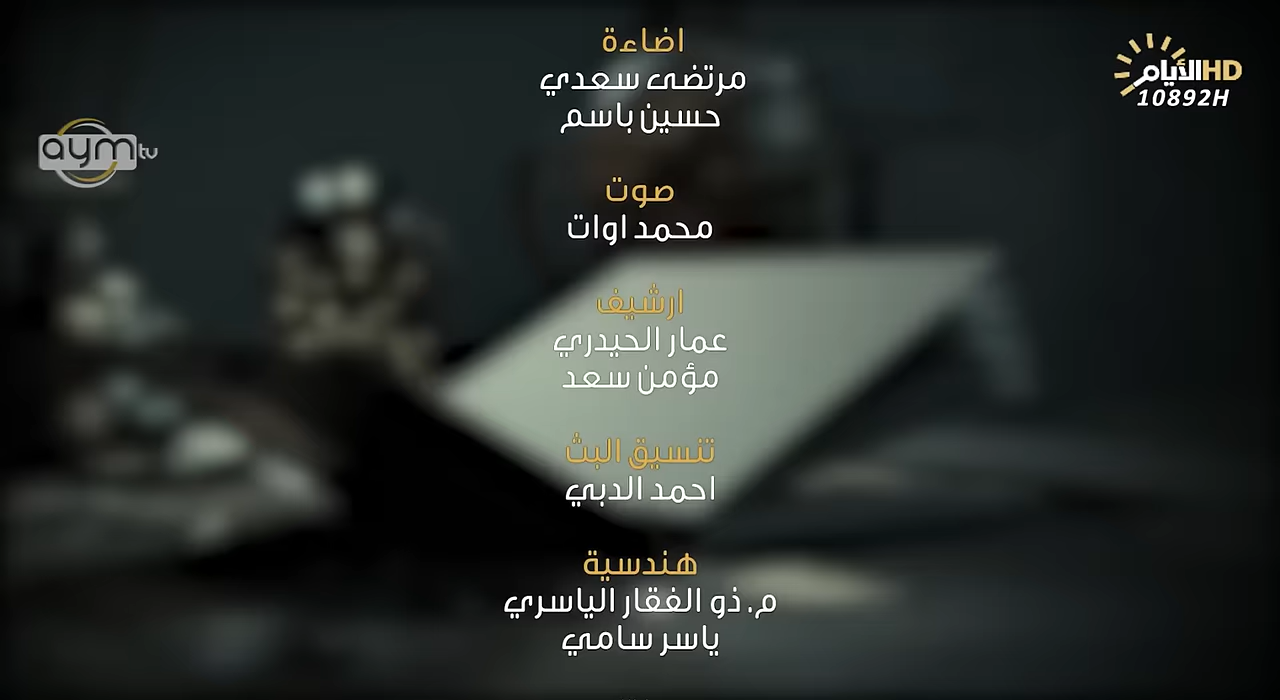 اضاءة
مرتضى سعدي
حسين باسم
الأيام HD
10892H
aym tv
صوت
محمد اوات
ارشيف
عمار الحيدري
مؤمن سعد
تنسيق البث
احمد الدبي
هندسية
م. ذو الفقار الياسري
ياسر سامي